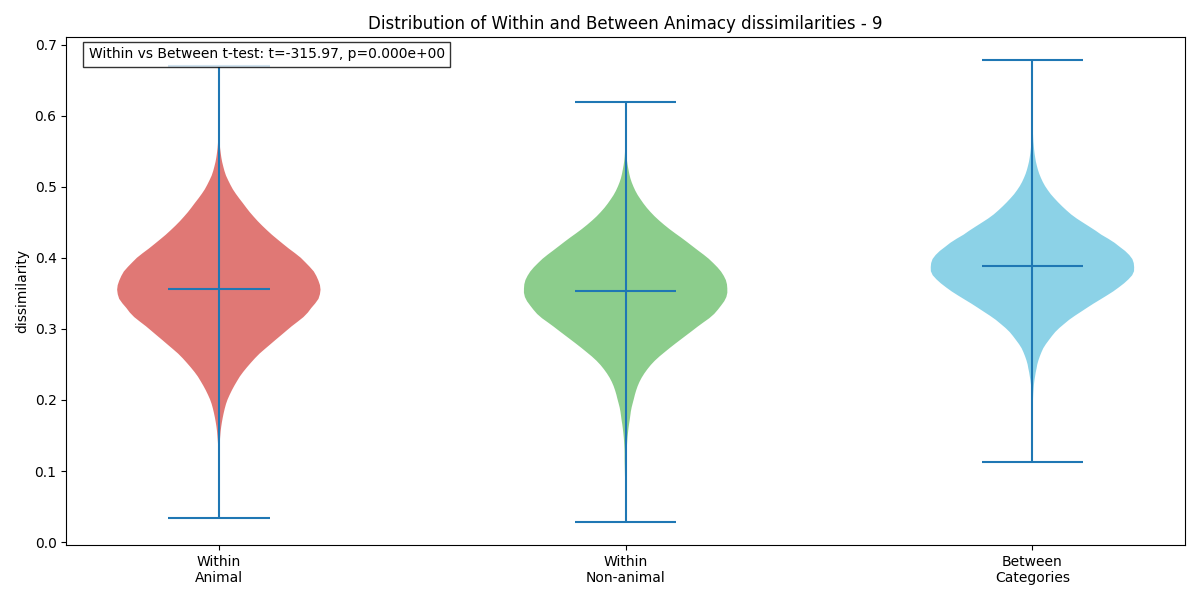 Distribution of Within and Between Animacy dissimilarities - 9
Within vs Between t-test: t=-315.97, p=0.000e+00
dissimilarity
0.7
0.6
0.5
0.4
0.3
0.2
0.1
0.0
Within
Animal
Within
Non-animal
Between
Categories